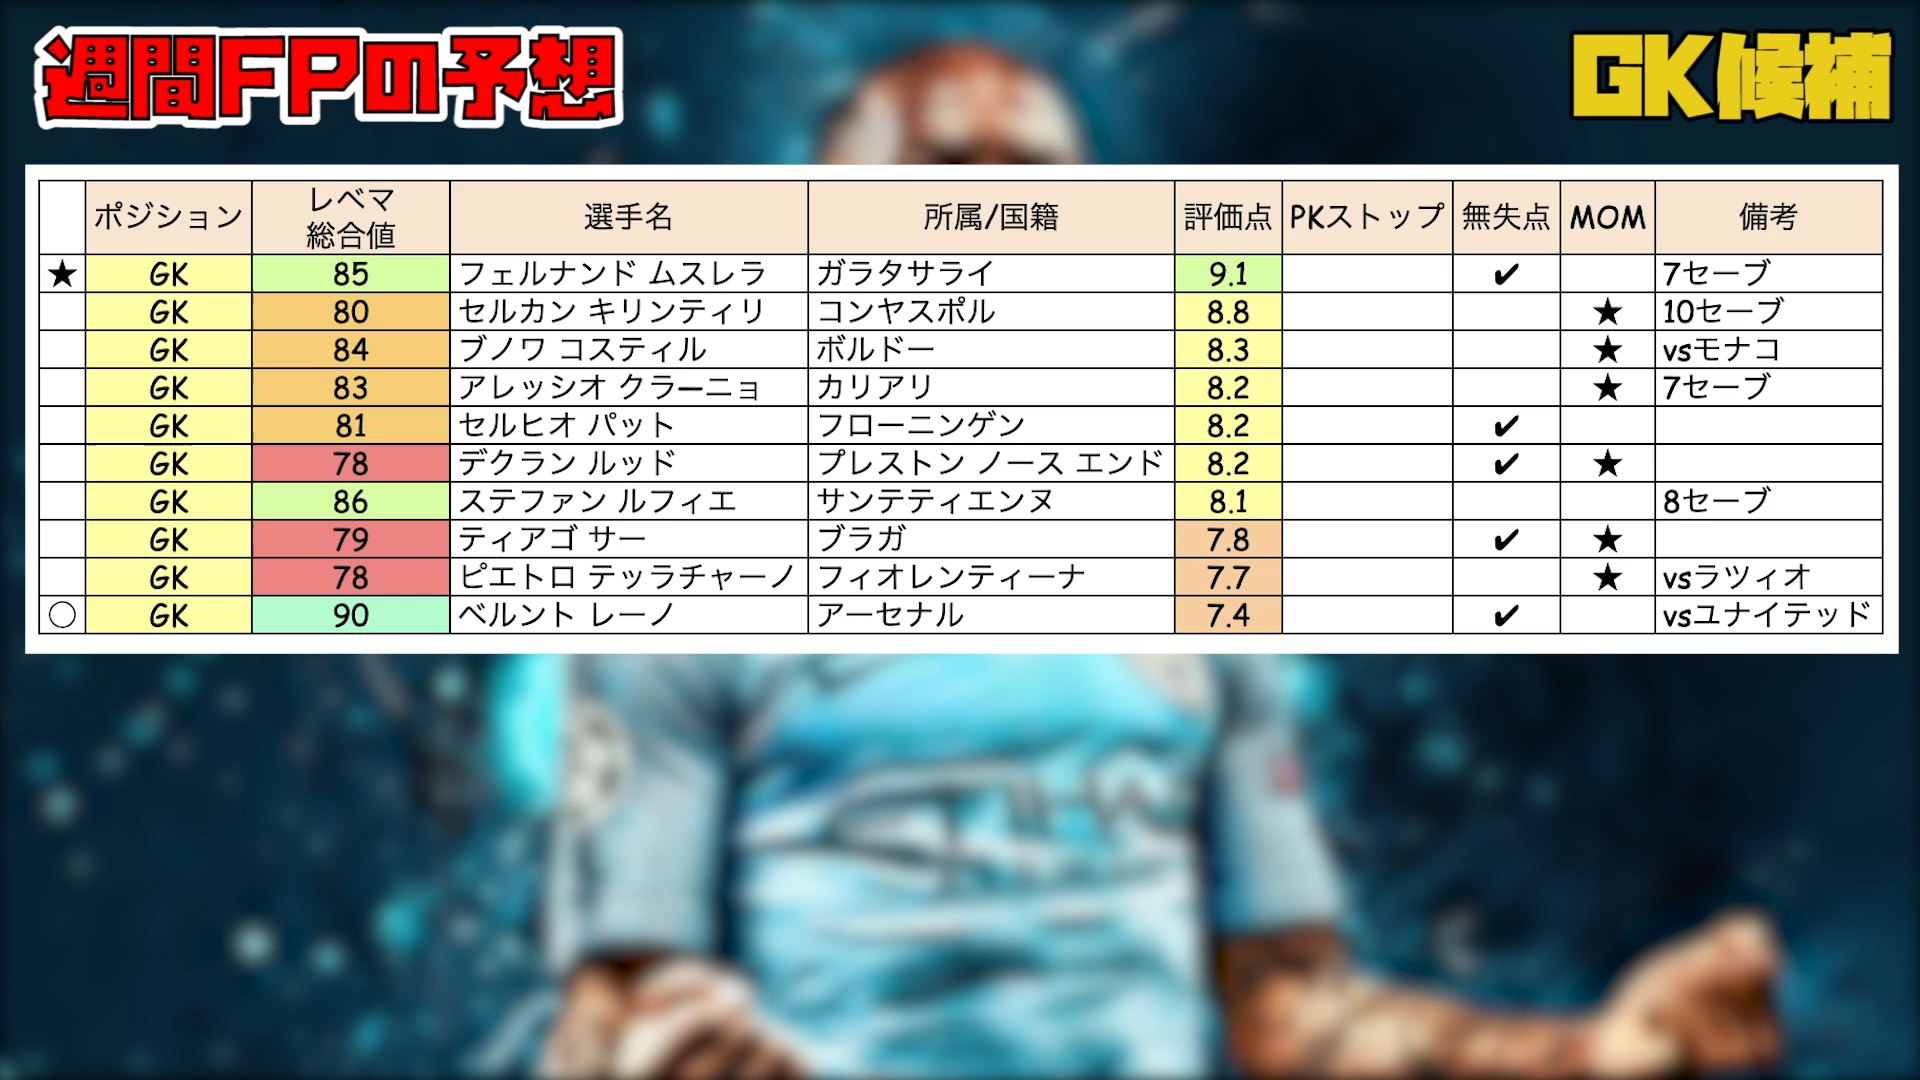 週間FPの予想
GK候補
ポジション レベマ総合値 選手名 所属/国籍 評価点 PKストップ 無失点 MOM 備考
★ GK 85 フェルナンド ムスレラ ガラタサライ 9.1 ✔ 7セーブ
GK 80 セルカン キリンティリ コンヤスポル 8.8 ★ 10セーブ
GK 84 ブノワ コスティル ボルドー 8.3 ★ vsモナコ
GK 83 アレッシオ クラーニョ カリアリ 8.2 ★ 7セーブ
GK 81 セルヒオ パット フローニンゲン 8.2 ✔
GK 78 デクラン ルッド プレストン ノース エンド 8.2 ✔ ★
GK 86 ステファン ルフィエ サンテティエンヌ 8.1 8セーブ
GK 79 ティアゴ サー ブラガ 7.8 ✔ ★
GK 78 ピエトロ テッラチャーノ フィオレンティーナ 7.7 ★ vsラツィオ
○ GK 90 ベルント レーノ アーセナル 7.4 ✔ vsユナイテッド